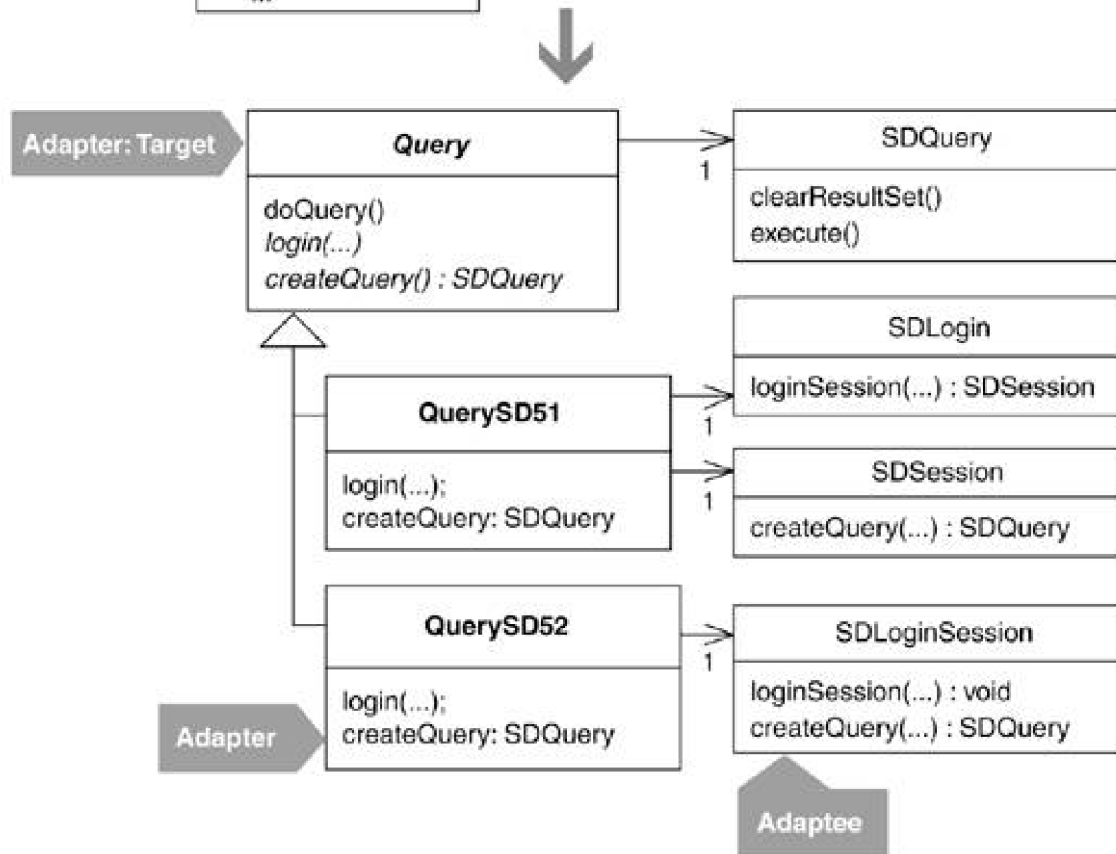 Adapter: Target
Query
doQuery()
login(...)
createQuery() : SDQuery
1
SDQuery
clearResultSet()
execute()
SDLogin
loginSession(...) : SDSession
QuerySD51
login(...);
createQuery: SDQuery
1
1
SDSession
createQuery(...) : SDQuery
QuerySD52
login(...);
createQuery: SDQuery
Adapter
1
SDLoginSession
loginSession(...) : void
createQuery(...) : SDQuery
Adaptee